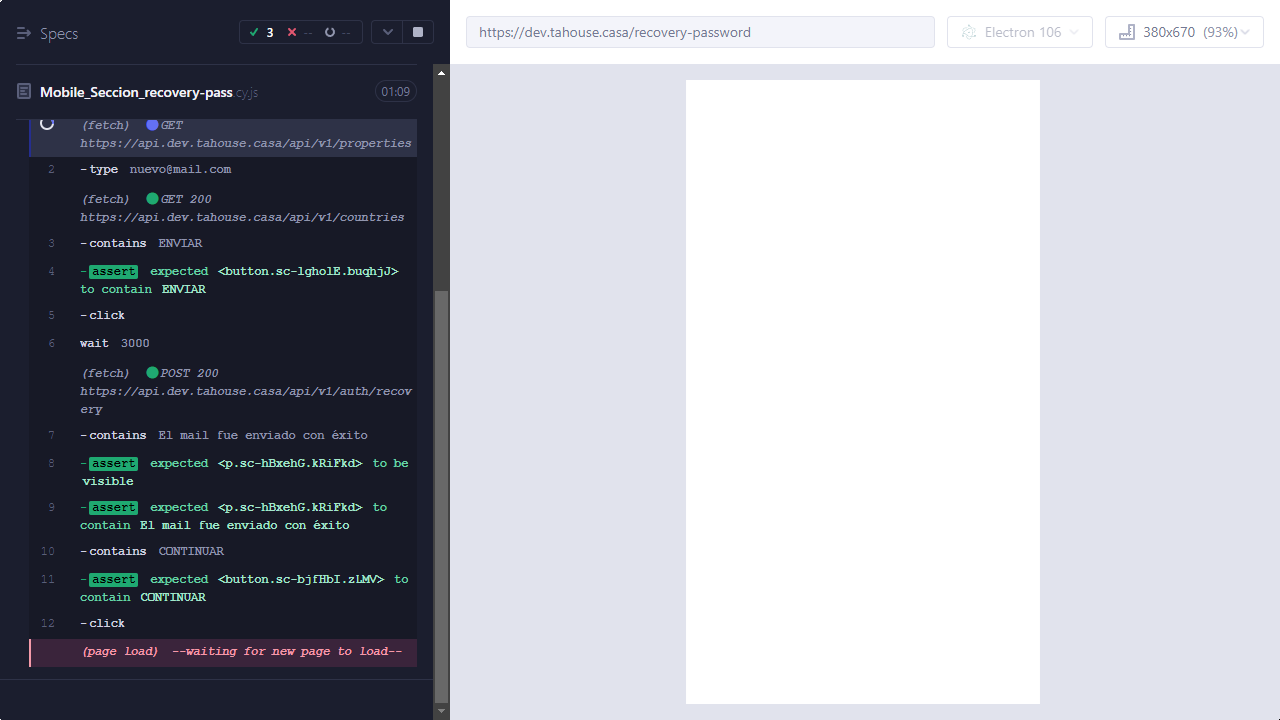 Specs
3
--
--
https://dev.tahouse.casa/recovery-password
Electron 106
380x670 (93%)
Mobile_Seccion_recovery-pass.cy.js
01:09
(fetch) GET
https://api.dev.tahouse.casa/api/v1/properties
2 -type nuevo@mail.com
(fetch) GET 200
https://api.dev.tahouse.casa/api/v1/countries
3 -contains ENVIAR
4 -assert expected <button.sc-lgholE.buqhjJ>
to contain ENVIAR
5 -click
6 wait 3000
(fetch) POST 200
https://api.dev.tahouse.casa/api/v1/auth/recov
ery
7 -contains El mail fue enviado con éxito
8 -assert expected <p.sc-hBxehG.kRiFkd> to be
visible
9 -assert expected <p.sc-hBxehG.kRiFkd> to
contain El mail fue enviado con éxito
10 -contains CONTINUAR
11 -assert expected <button.sc-bjfHbI.zLMV> to
contain CONTINUAR
12 -click
(page load) --waiting for new page to load--